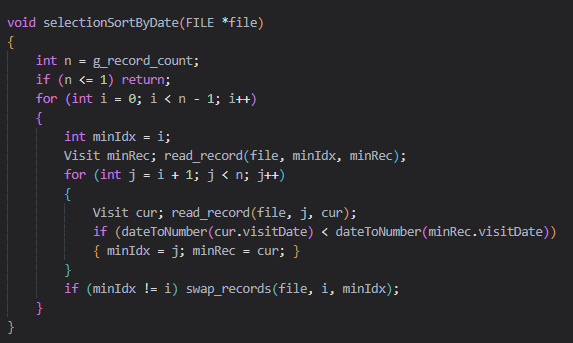 void selectionSortByDate(FILE *file)
{
    int n = g_record_count;
    if (n <= 1) return;
    for (int i = 0; i < n - 1; i++)
    {
        int minIdx = i;
        Visit minRec; read_record(file, minIdx, minRec);
        for (int j = i + 1; j < n; j++)
        {
            Visit cur; read_record(file, j, cur);
            if (dateToNumber(cur.visitDate) < dateToNumber(minRec.visitDate))
            { minIdx = j; minRec = cur; }
        }
        if (minIdx != i) swap_records(file, i, minIdx);
    }
}